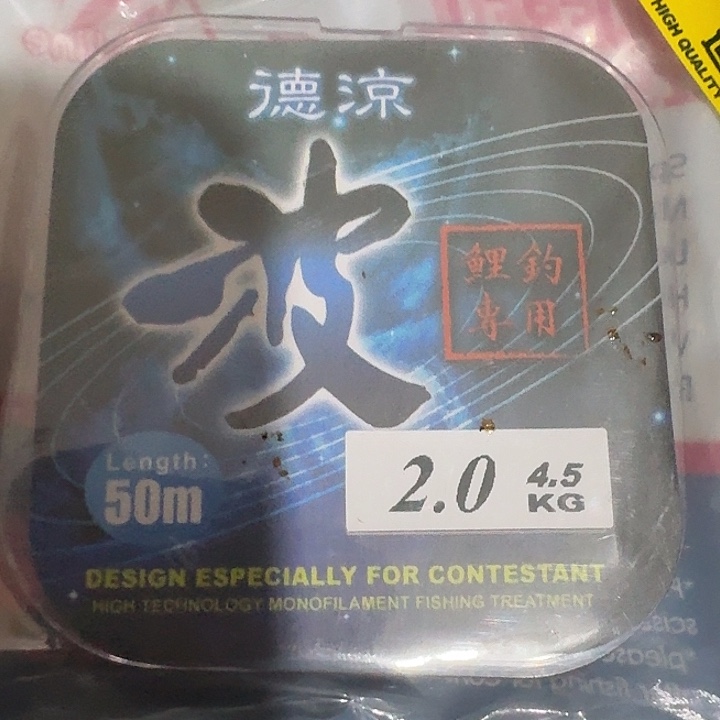 德涼
波
鯉釣
專用
Length:
50m
2.0 4.5
KG
DESIGN ESPECIALLY FOR CONTESTANT
HIGH TECHNOLOGY MONOFILAMENT FISHING TREATMENT
HIGH QUALITY